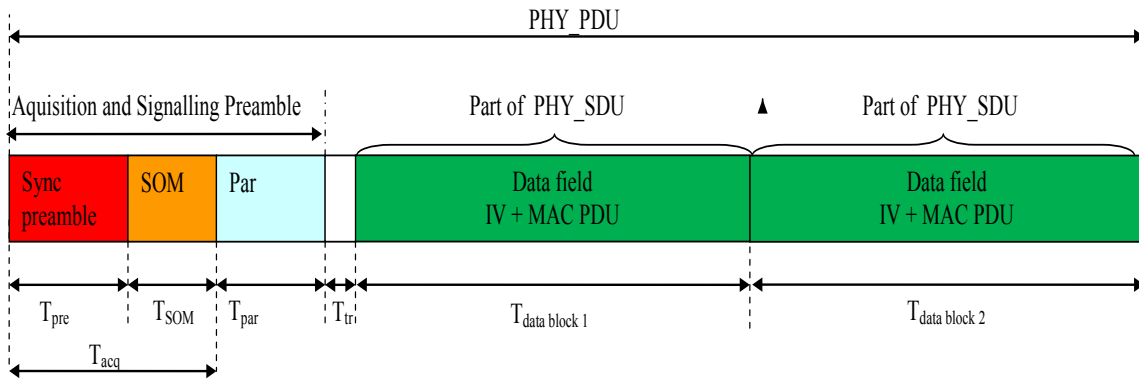 PHY_PDU
Aquisition and Signalling Preamble
Part of PHY_SDU
Part of PHY_SDU
Sync
preamble
SOM
Par
Data field
IV + MAC PDU
Data field
IV + MAC PDU
Tpre
TSOM
Tpar
Ttr
Tdata block 1
Tdata block 2
Tacq